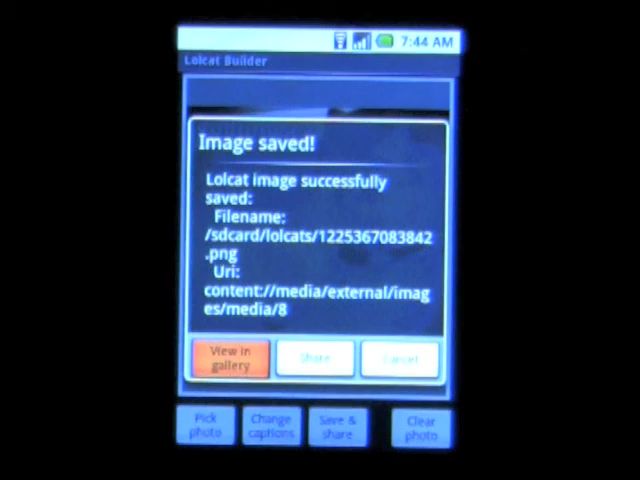 7:44 AM
Lolcat Builder
Image saved!
Lolcat image successfully
saved:
Filename:
/sdcard/lolcats/1225367083842
.png
Uri:
content://media/external/imag
es/media/8
View in
gallery
Share
Cancel
Pick
photo
Change
captions
Save &
share
Clear
photo